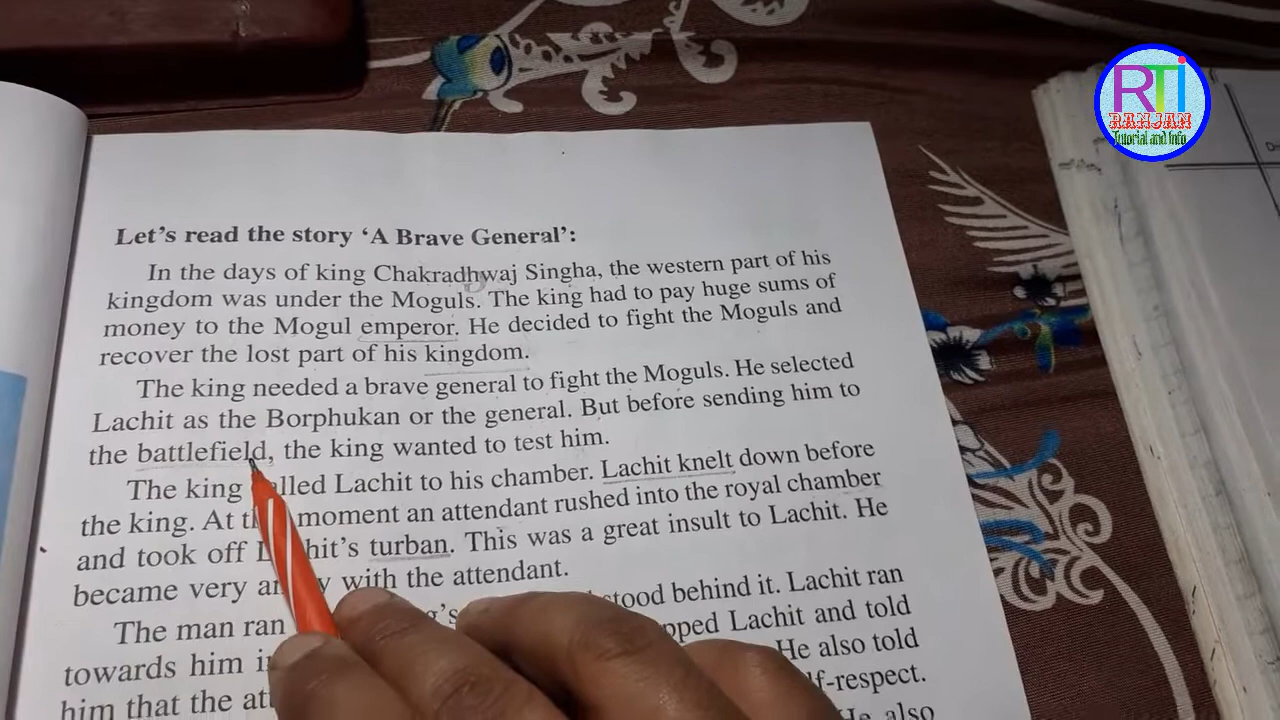 RTi
RANJAN
Tutorial and Info
Let's read the story 'A Brave General':
In the days of king Chakradhwaj Singha, the western part of his
kingdom was under the Moguls. The king had to pay huge sums of
money to the Mogul emperor. He decided to fight the Moguls and
recover the lost part of his kingdom.
The king needed a brave general to fight the Moguls. He selected
Lachit as the Borphukan or the general. But before sending him to
the battlefield, the king wanted to test him.
The king called Lachit to his chamber. Lachit knelt down before
the king. At moment an attendant rushed into the royal chamber
and took off Lachit's turban. This was a great insult to Lachit. He
became very angry with the attendant.
The man ran stood behind it. Lachit ran
towards him Lachit and told
him that the He also told
self-respect.
He also